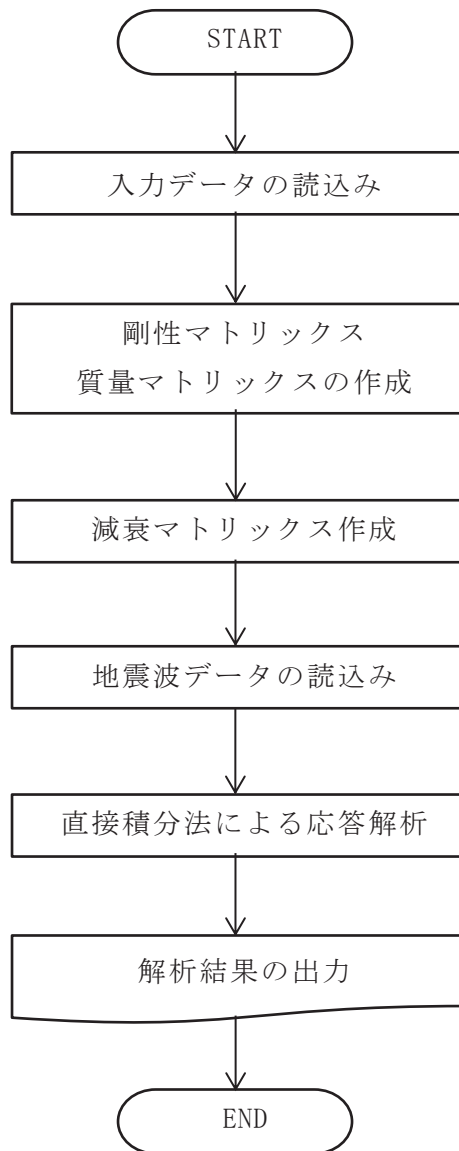 START
入力データの読込み
剛性マトリックス
質量マトリックスの作成
減衰マトリックス作成
地震波データの読込み
直接積分法による応答解析
解析結果の出力
END